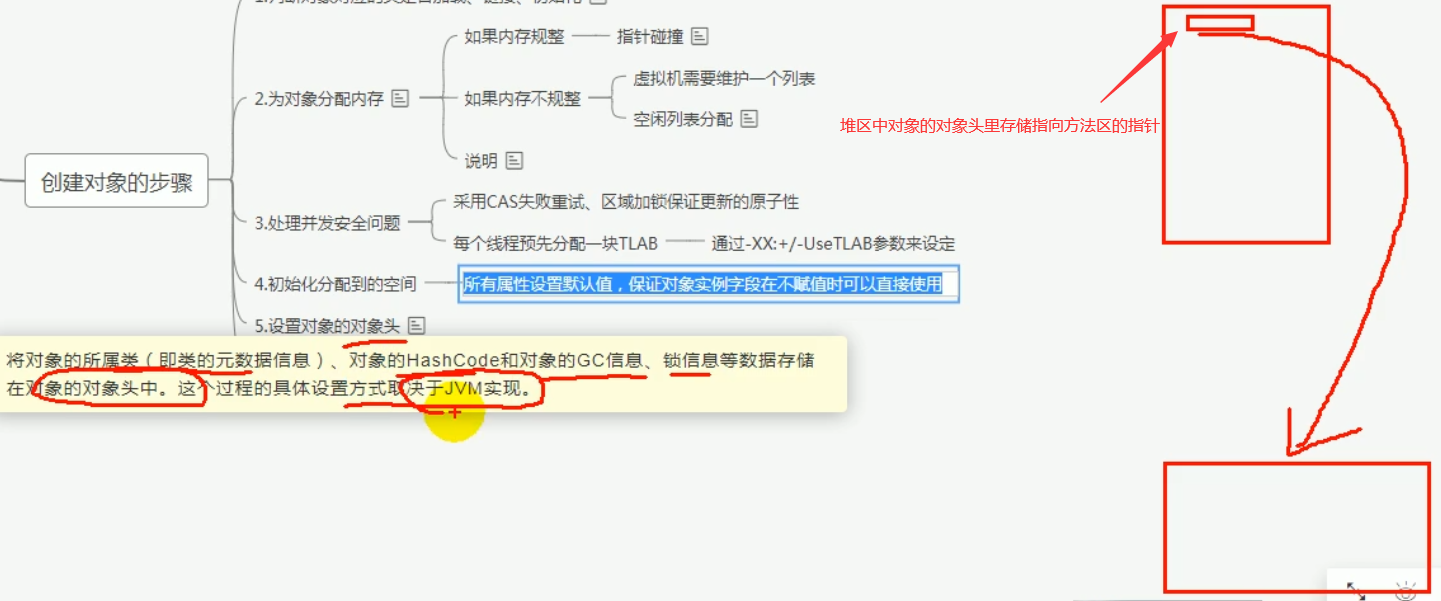 如果内存规整
指针碰撞
虚拟机需要维护一个列表
2.为对象分配内存
如果内存不规整
空闲列表分配
堆区中对象的对象头里存储指向方法区的指针
说明
创建对象的步骤
采用CAS失败重试、区域加锁保证更新的原子性
3.处理并发安全问题
每个线程预先分配一块TLAB
通过-XX:+/-UseTLAB参数来设定
4.初始化分配到的空间
所有属性设置默认值，保证对象实例字段在不赋值时可以直接使用
5.设置对象的对象头
将对象的所属类（即类的元数据信息）、对象的HashCode和对象的GC信息、锁信息等数据存储
在对象的对象头中。这个过程的具体设置方式取决于JVM实现。